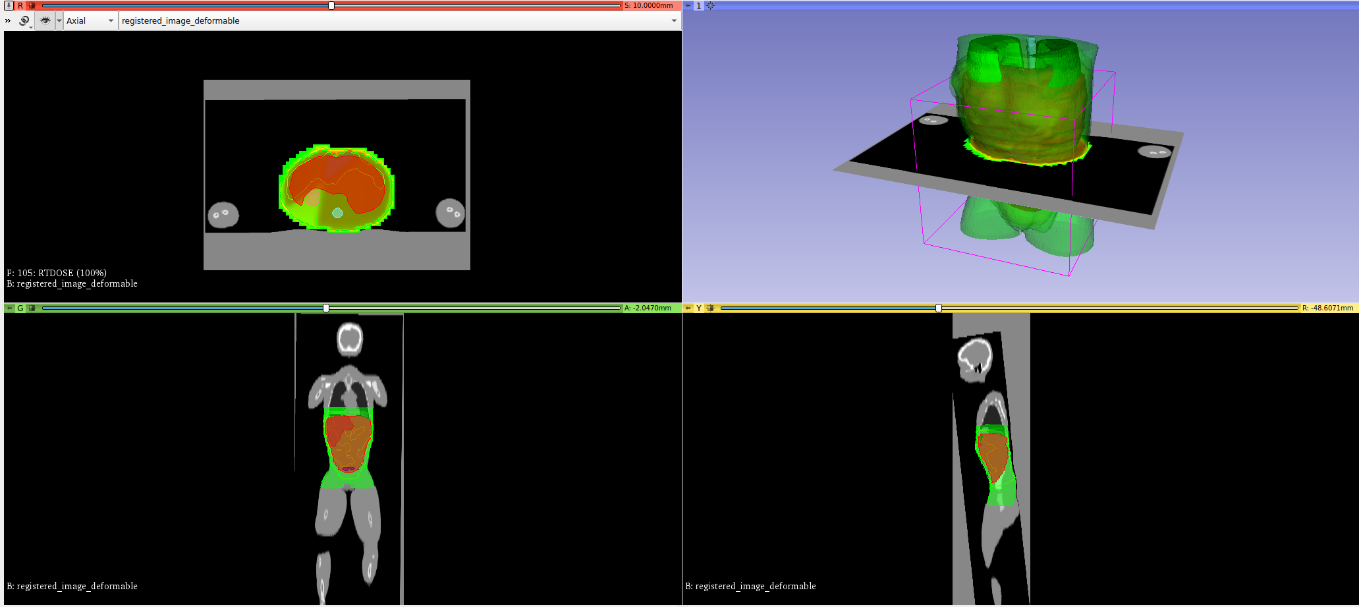 R
S: 10.0000mm
1
» Axial registered_image_deformable
F: 105: RTDOSE (100%)
B: registered_image_deformable
G
A: -2.0470mm
Y
R: -48.6071mm
B: registered_image_deformable
B: registered_image_deformable